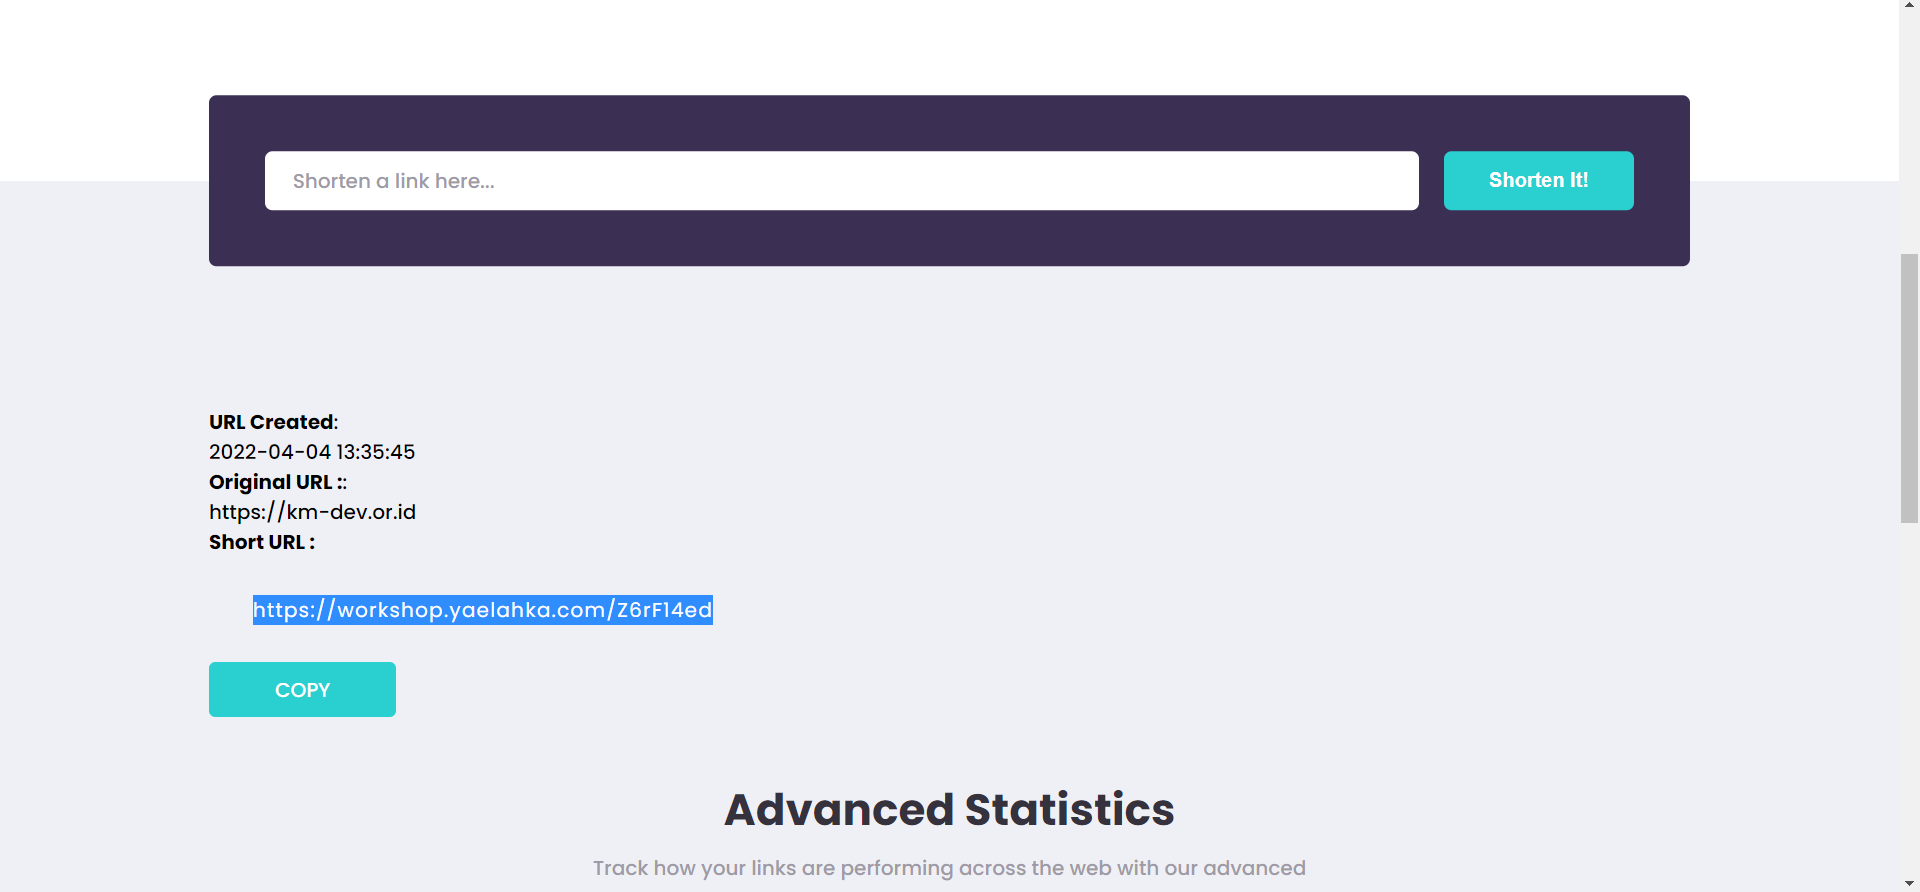 Shorten a link here...
Shorten It!
URL Created:
2022-04-04 13:35:45
Original URL ::
https://km-dev.or.id
Short URL :
https://workshop.yaelahka.com/Z6rF14ed
COPY
Advanced Statistics
Track how your links are performing across the web with our advanced